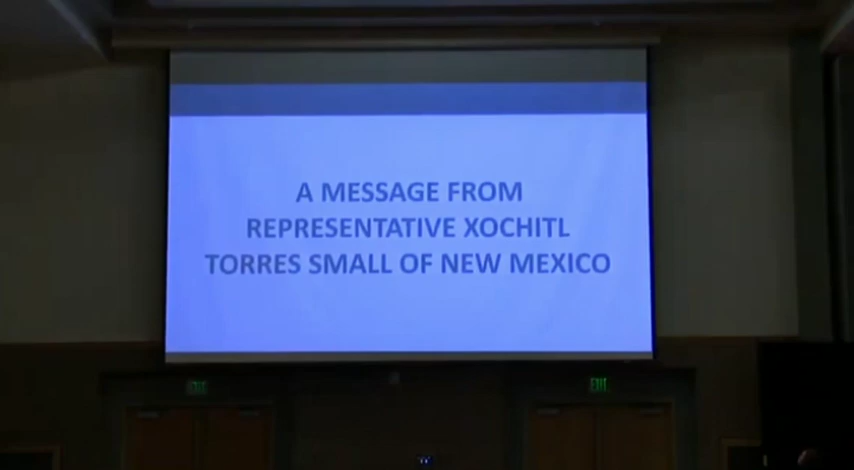 A MESSAGE FROM
REPRESENTATIVE XOCHITL
TORRES SMALL OF NEW MEXICO
EXIT
EXIT